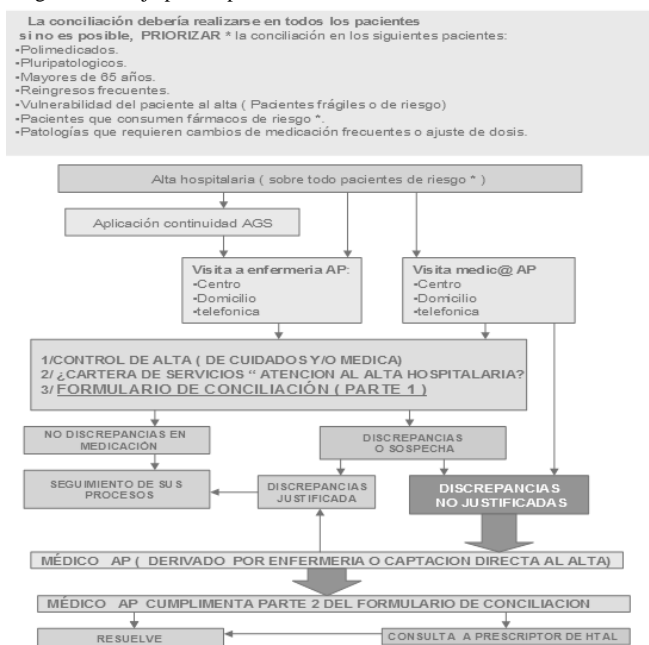 La conciliación debería realizarse en todos los pacientes
si no es posible, PRIORIZAR * la conciliación en los siguientes pacientes:
-Polimedicados.
-Pluripatologicos.
-Mayores de 65 años.
-Reingresos frecuentes.
-Vulnerabilidad del paciente al alta ( Pacientes frágiles o de riesgo)
-Pacientes que consumen fármacos de riesgo *.
-Patologías que requieren cambios de medicación frecuentes o ajuste de dosis.
Alta hospitalaria ( sobre todo pacientes de riesgo * )
Aplicación continuidad AGS
Visita a enfermeria AP:
-Centro
-Domicilio
-telefonica
Visita medic@ AP
-Centro
-Domicilio
-telefonica
1/CONTROL DE ALTA ( DE CUIDADOS Y/O MEDICA)
2/ ¿CARTERA DE SERVICIOS “ ATENCION AL ALTA HOSPITALARIA?
3/ FORMULARIO DE CONCILIACIÓN ( PARTE 1 )
NO DISCREPANCIAS EN
MEDICACIÓN
DISCREPANCIAS
O SOSPECHA
SEGUIMIENTO DE SUS
PROCESOS
DISCREPANCIAS
JUSTIFICADA
DISCREPANCIAS
NO JUSTIFICADAS
MÉDICO AP ( DERIVADO POR ENFERMERIA O CAPTACION DIRECTA AL ALTA)
MÉDICO AP CUMPLIMENTA PARTE 2 DEL FORMULARIO DE CONCILIACION
RESUELVE
CONSULTA A PRESCRIPTOR DE HTAL